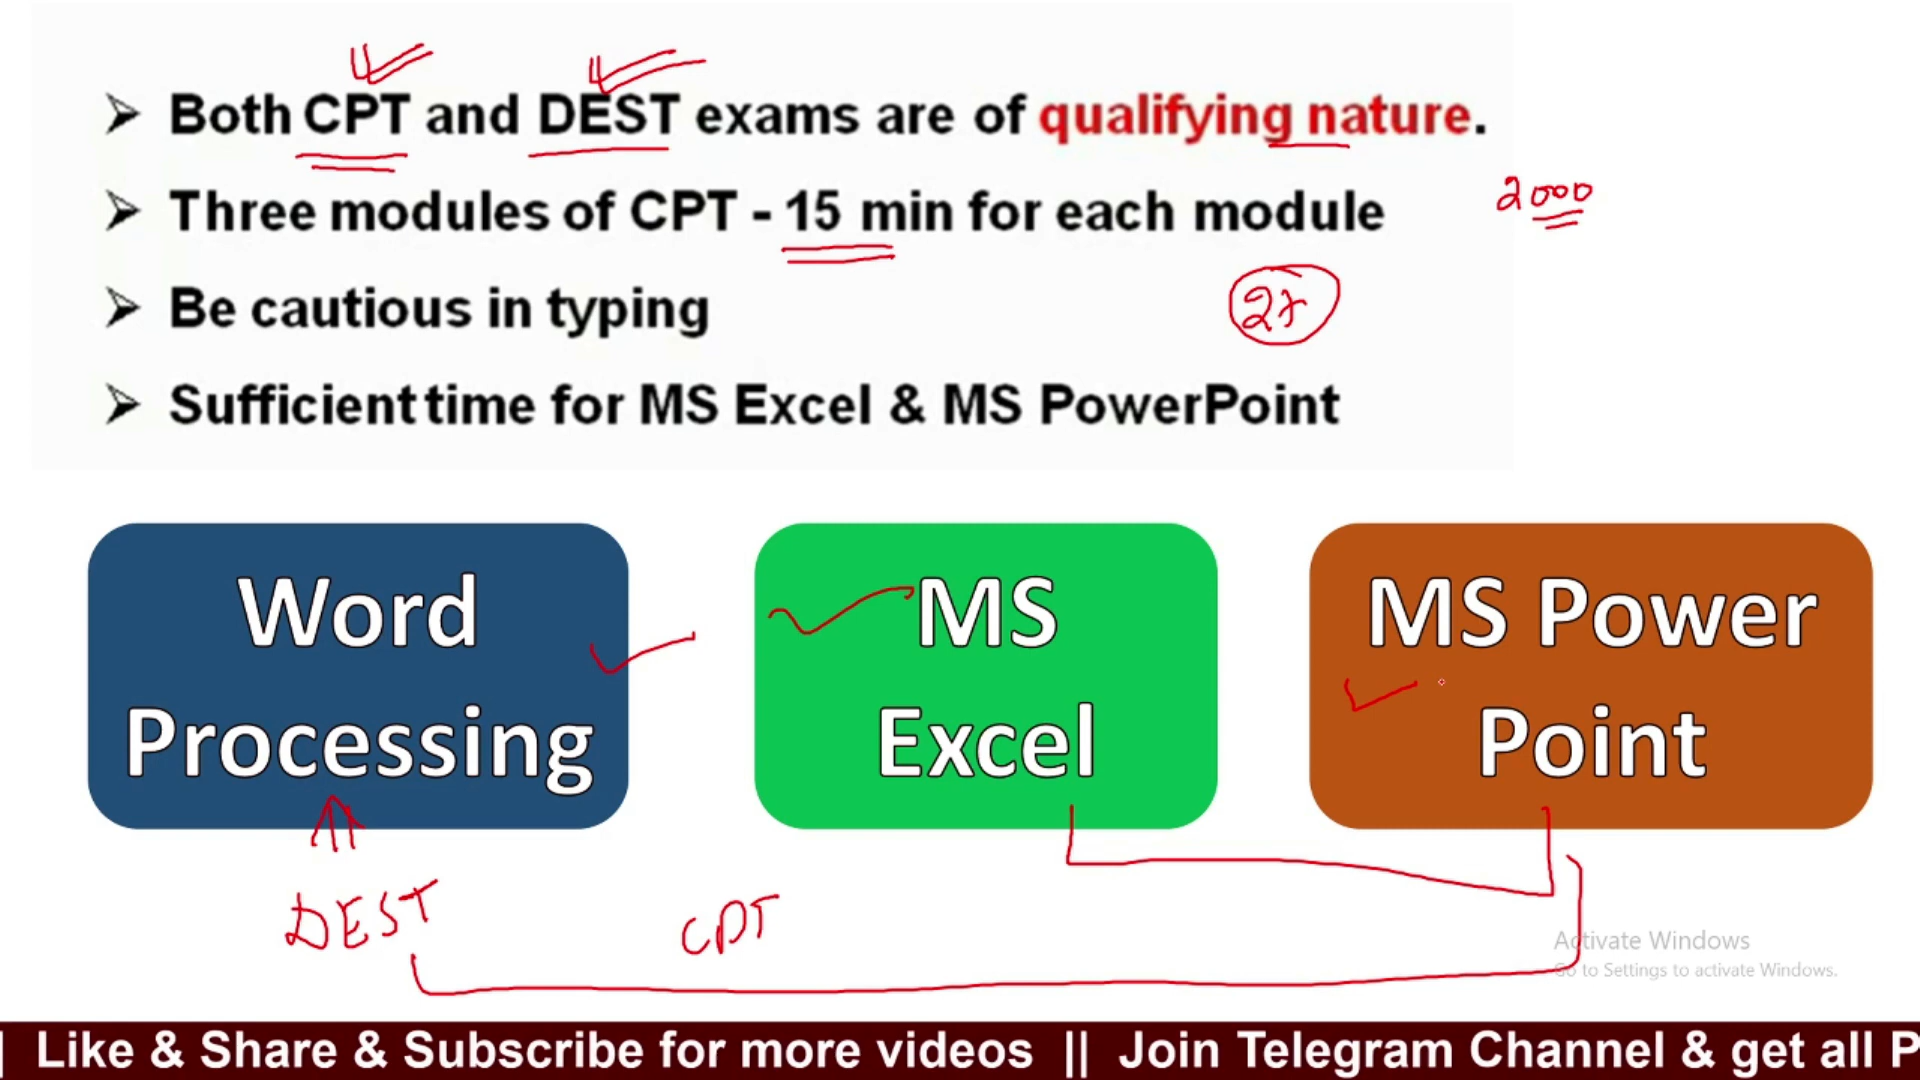 ➢ Both CPT and DEST exams are of qualifying nature.
➢ Three modules of CPT - 15 min for each module
2000
➢ Be cautious in typing
➢ Sufficient time for MS Excel & MS PowerPoint
Word
Processing
MS
Excel
MS Power
Point
DEST
CPT
Activate Windows
Go to Settings to activate Windows.
| Like & Share & Subscribe for more videos || Join Telegram Channel & get all P